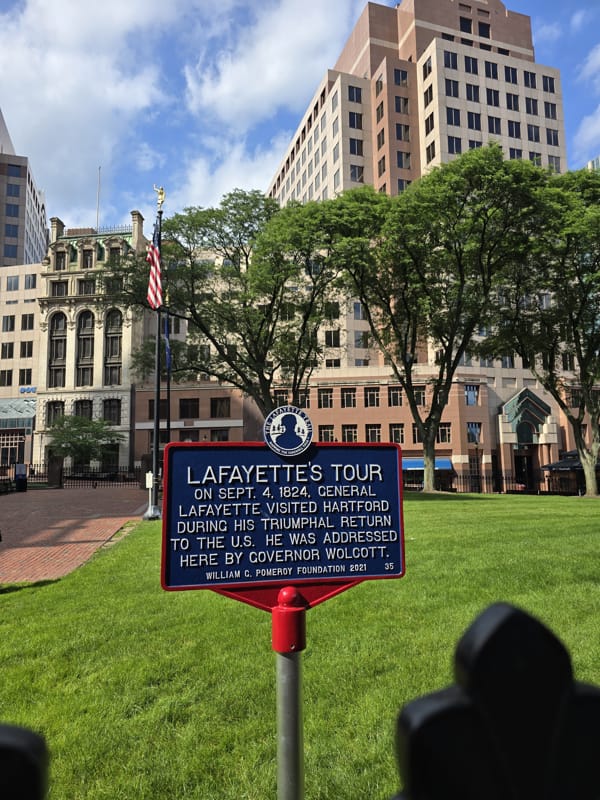 LAFAYETTE'S TOUR
ON SEPT. 4, 1824, GENERAL
LAFAYETTE VISITED HARTFORD
DURING HIS TRIUMPHAL RETURN
TO THE U.S. HE WAS ADDRESSED
HERE BY GOVERNOR WOLCOTT.
WILLIAM G. POMEROY FOUNDATION 2021 35